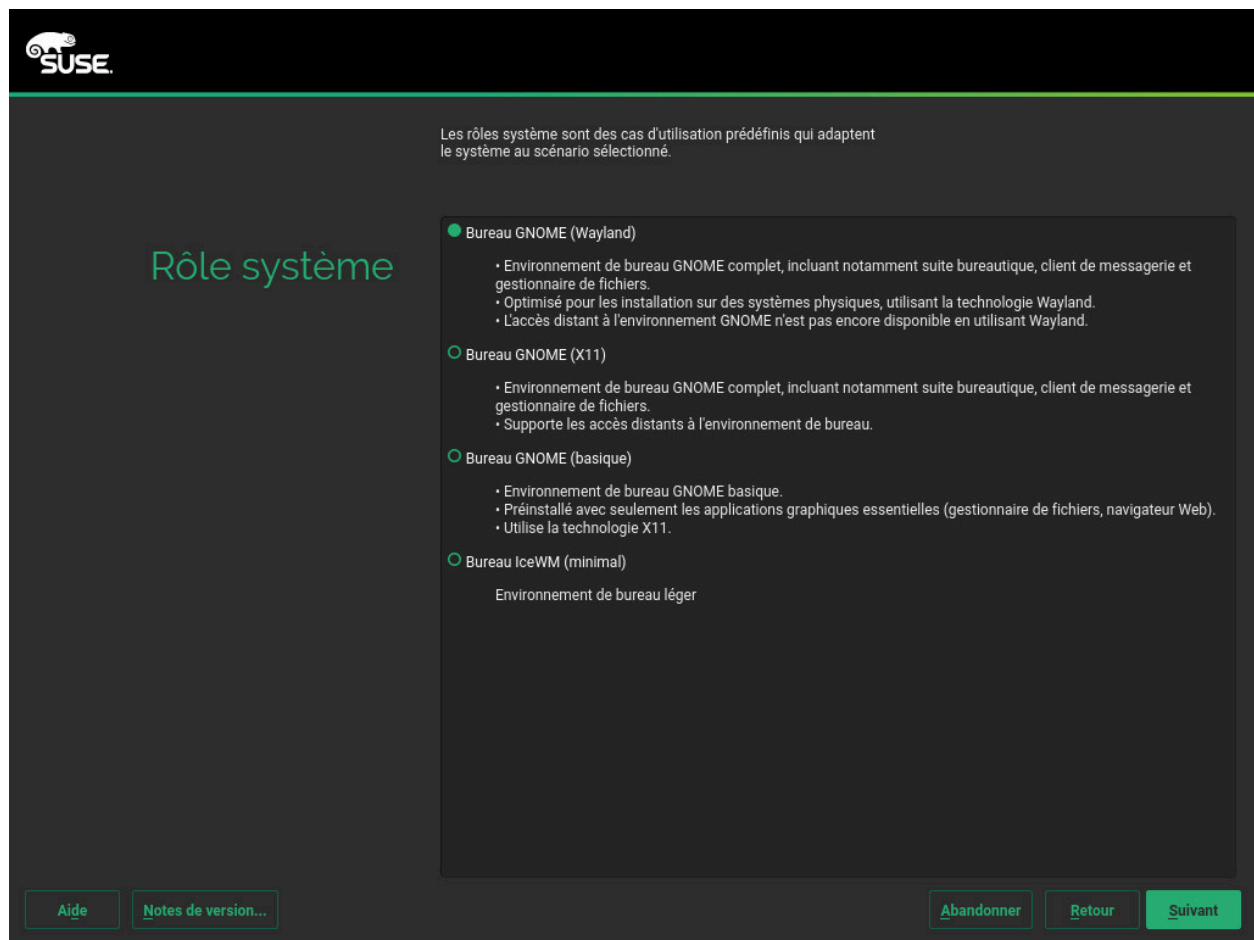 SUSE.
Les rôles système sont des cas d'utilisation prédéfinis qui adaptent
le système au scénario sélectionné.
Rôle système
Bureau GNOME (Wayland)
• Environnement de bureau GNOME complet, incluant notamment suite bureautique, client de messagerie et
gestionnaire de fichiers.
• Optimisé pour les installation sur des systèmes physiques, utilisant la technologie Wayland.
• L'accès distant à l'environnement GNOME n'est pas encore disponible en utilisant Wayland.
Bureau GNOME (X11)
• Environnement de bureau GNOME complet, incluant notamment suite bureautique, client de messagerie et
gestionnaire de fichiers.
• Supporte les accès distants à l'environnement de bureau.
Bureau GNOME (basique)
• Environnement de bureau GNOME basique.
• Préinstallé avec seulement les applications graphiques essentielles (gestionnaire de fichiers, navigateur Web).
• Utilise la technologie X11.
Bureau IceWM (minimal)
Environnement de bureau léger
Aide
Notes de version...
Abandonner
Retour
Suivant